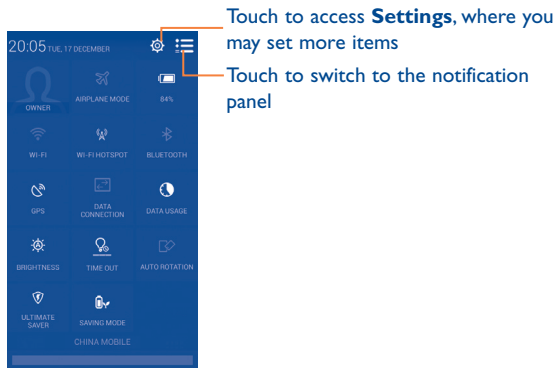 Touch to access Settings, where you
may set more items
Touch to switch to the notification
panel
20:05 TUE, 17 DECEMBER
OWNER
AIRPLANE MODE
84%
WI-FI
WI-FI HOTSPOT
BLUETOOTH
GPS
DATA
CONNECTION
DATA USAGE
BRIGHTNESS
TIME OUT
AUTO ROTATION
ULTIMATE
SAVER
SAVING MODE
CHINA MOBILE